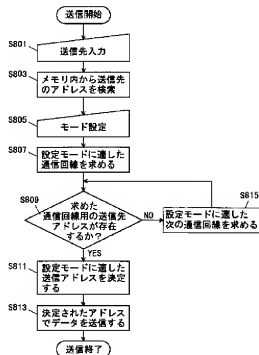 送信開始
S801
送信先入力
S803
メモリ内から送信先
のアドレスを検索
S805
モード設定
S807
設定モードに適した
通信回線を求める
S809
求めた
通信回線用の送信先
アドレスが存在
するか?
NO
S815
設定モードに適した
次の通信回線を求める
YES
S811
設定モードに適した
送信アドレスを決定
する
S813
決定されたアドレス
でデータを送信する
送信終了